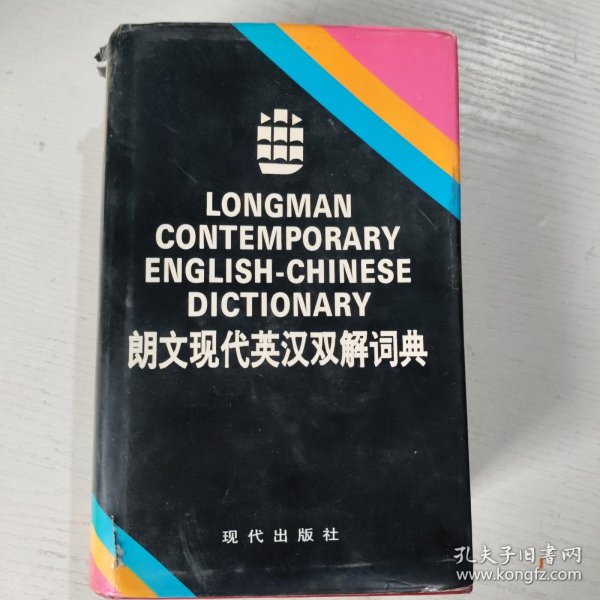 LONGMAN
CONTEMPORARY
ENGLISH-CHINESE
DICTIONARY
朗文现代英汉双解词典
现代出版社
孔夫子旧书网
www.kongfz.com